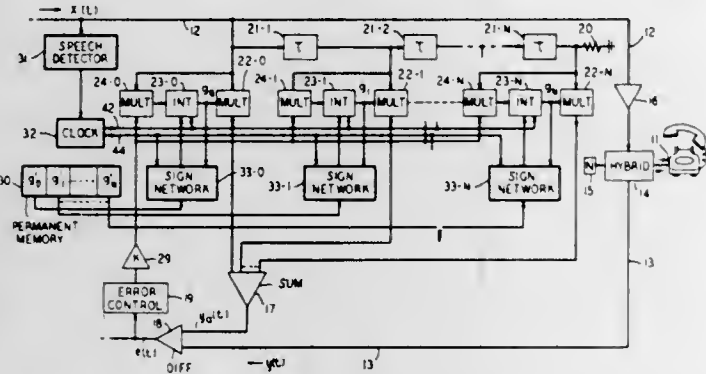 x(t)
12
21-1
21-2
21-N
20
12
τ
τ
τ
31
SPEECH DETECTOR
24-0
23-0
22-0
24-1
23-1
22-1
24-N
23-N
22-N
MULT
INT
g₀
MULT
MULT
INT
g₁
MULT
MULT
INT
MULT
16
32
CLOCK
42
44
11
15
N
HYBRID
14
30
g'₀
g'₁
PERMANENT MEMORY
SIGN NETWORK
33-0
SIGN NETWORK
33-1
SIGN NETWORK
33-N
K
29
13
ERROR CONTROL
19
SUM
17
yₐ(t)
18
e(t)
DIFF
y(t)
13